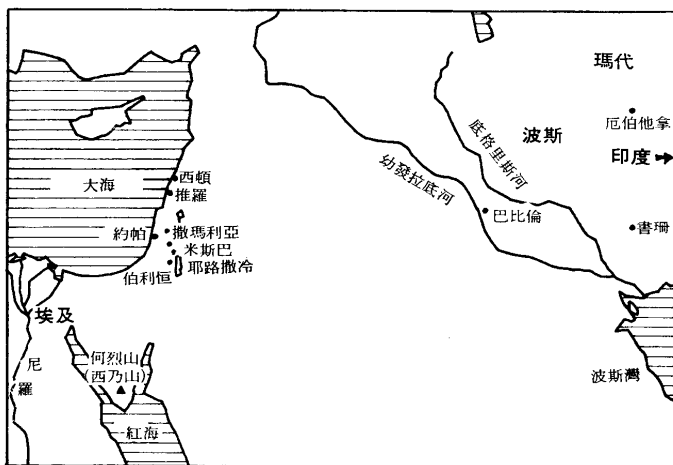 瑪代
厄伯他拿
波斯
印度
底格里斯河
幼發拉底河
大海
西頓
推羅
巴比倫
書珊
約帕
撒瑪利亞
米斯巴
耶路撒冷
伯利恒
埃及
尼羅
何烈山
(西乃山)
紅海
波斯灣